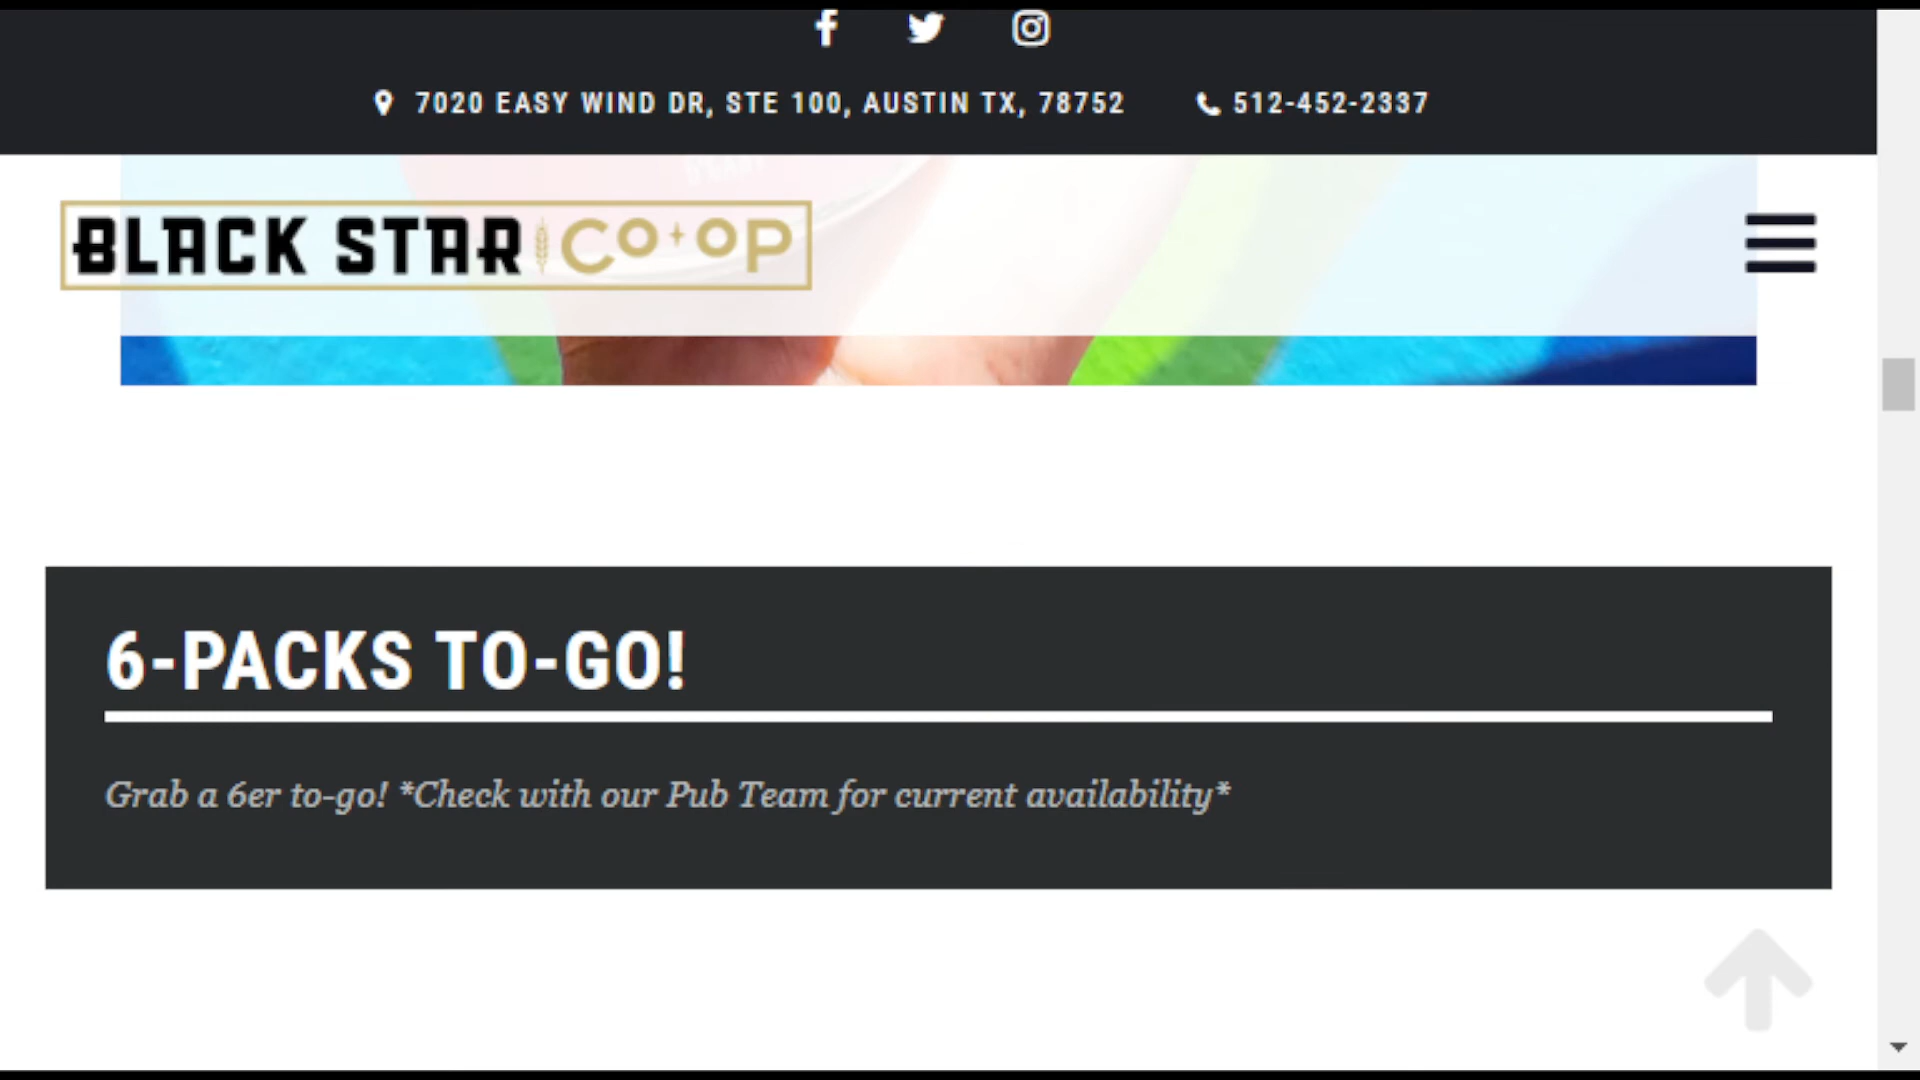 7020 EASY WIND DR, STE 100, AUSTIN TX, 78752
512-452-2337
BLACK STAR CO+OP
6-PACKS TO-GO!
Grab a 6er to-go! *Check with our Pub Team for current availability*